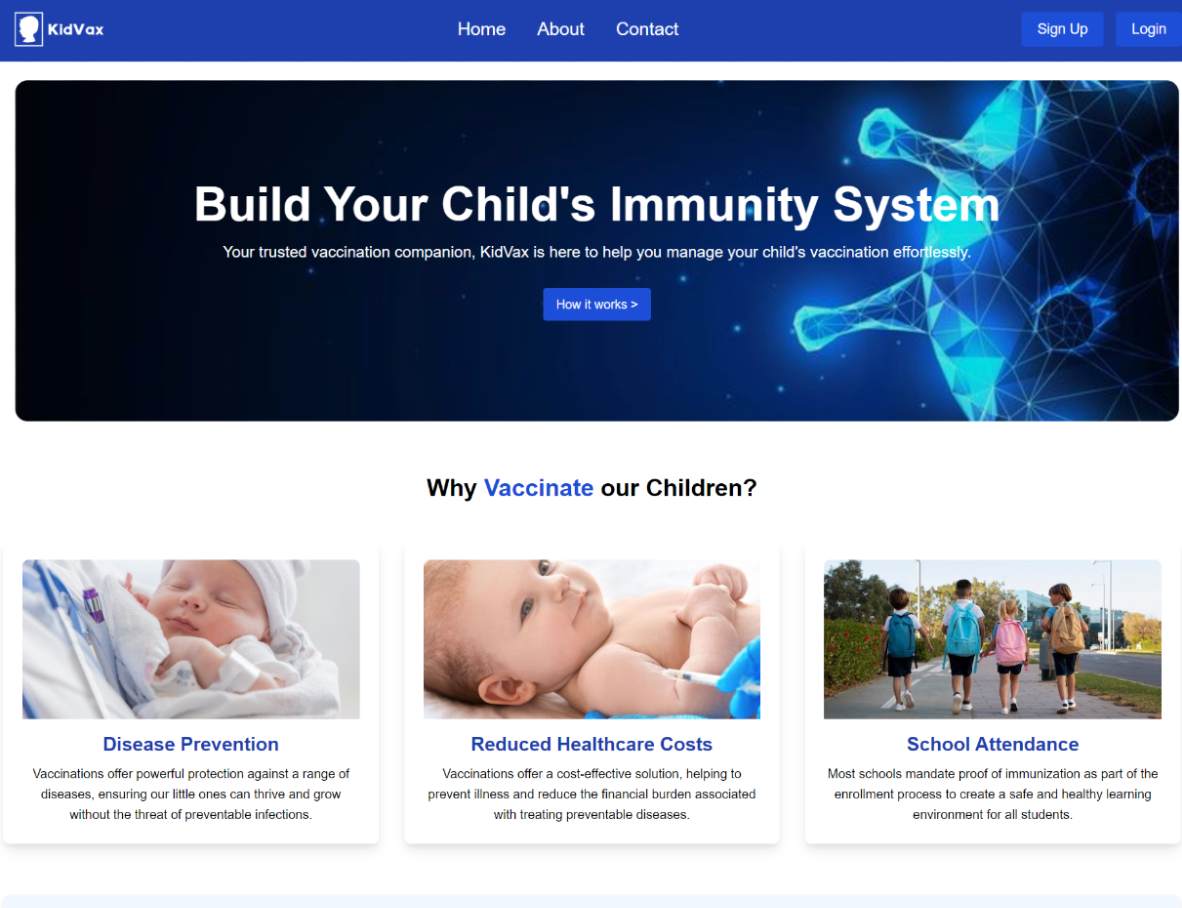 KidVax
Home About Contact
Sign Up Login
Build Your Child's Immunity System
Your trusted vaccination companion, KidVax is here to help you manage your child's vaccination effortlessly.
How it works >
Why Vaccinate our Children?
Disease Prevention
Vaccinations offer powerful protection against a range of
diseases, ensuring our little ones can thrive and grow
without the threat of preventable infections.
Reduced Healthcare Costs
Vaccinations offer a cost-effective solution, helping to
prevent illness and reduce the financial burden associated
with treating preventable diseases.
School Attendance
Most schools mandate proof of immunization as part of the
enrollment process to create a safe and healthy learning
environment for all students.